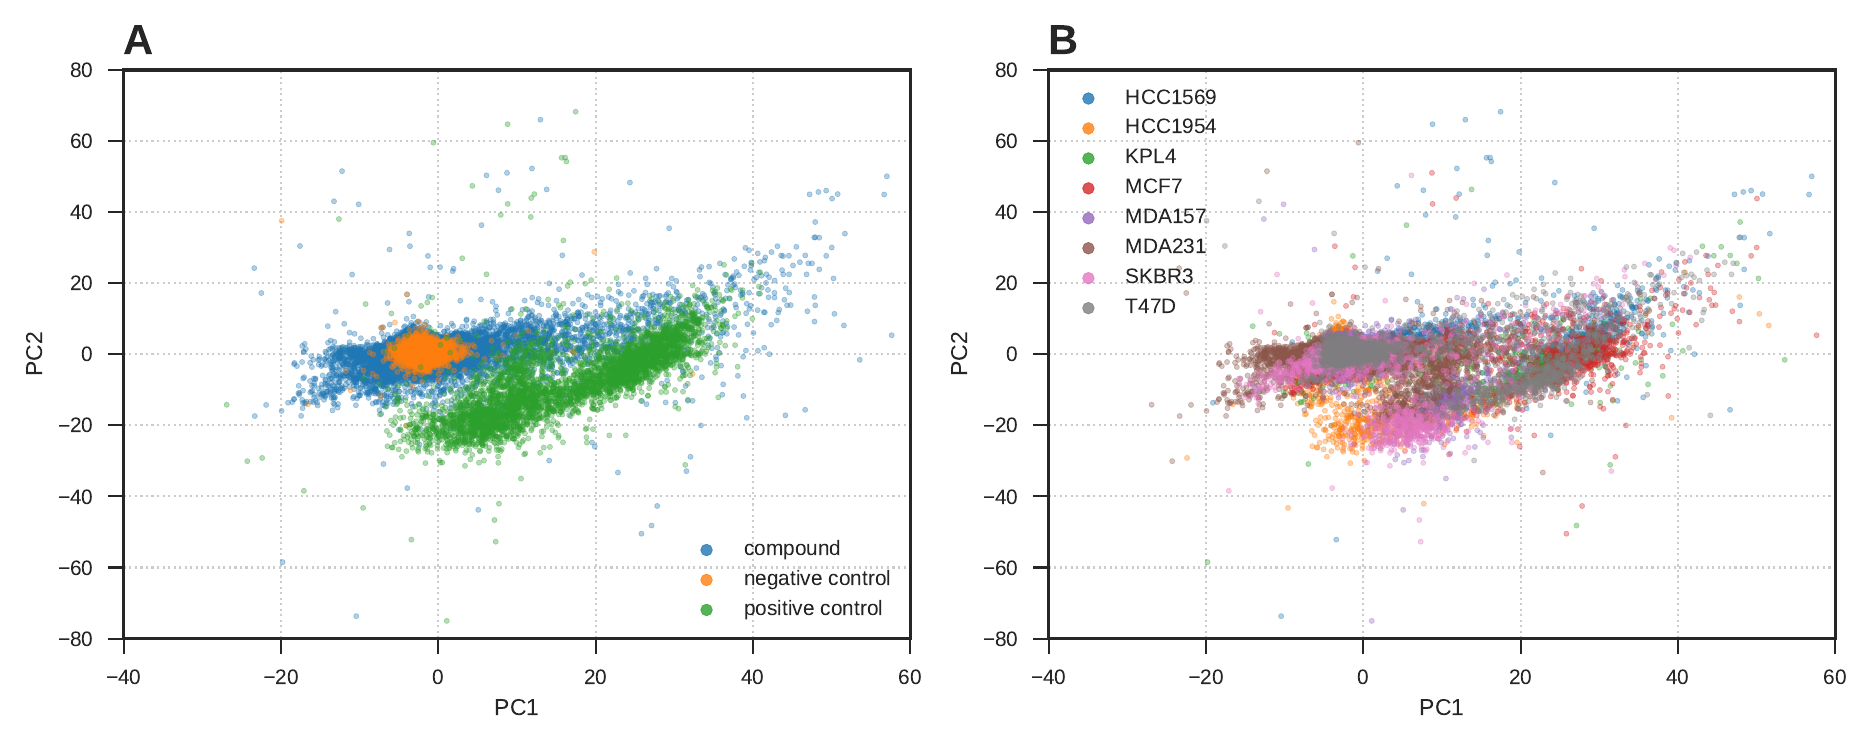 A
80
60
40
20
0
−20
−40
−60
−80
PC2
−40 −20 0 20 40 60
PC1
compound
negative control
positive control
B
80
60
40
20
0
−20
−40
−60
−80
PC2
−40 −20 0 20 40 60
PC1
HCC1569
HCC1954
KPL4
MCF7
MDA157
MDA231
SKBR3
T47D